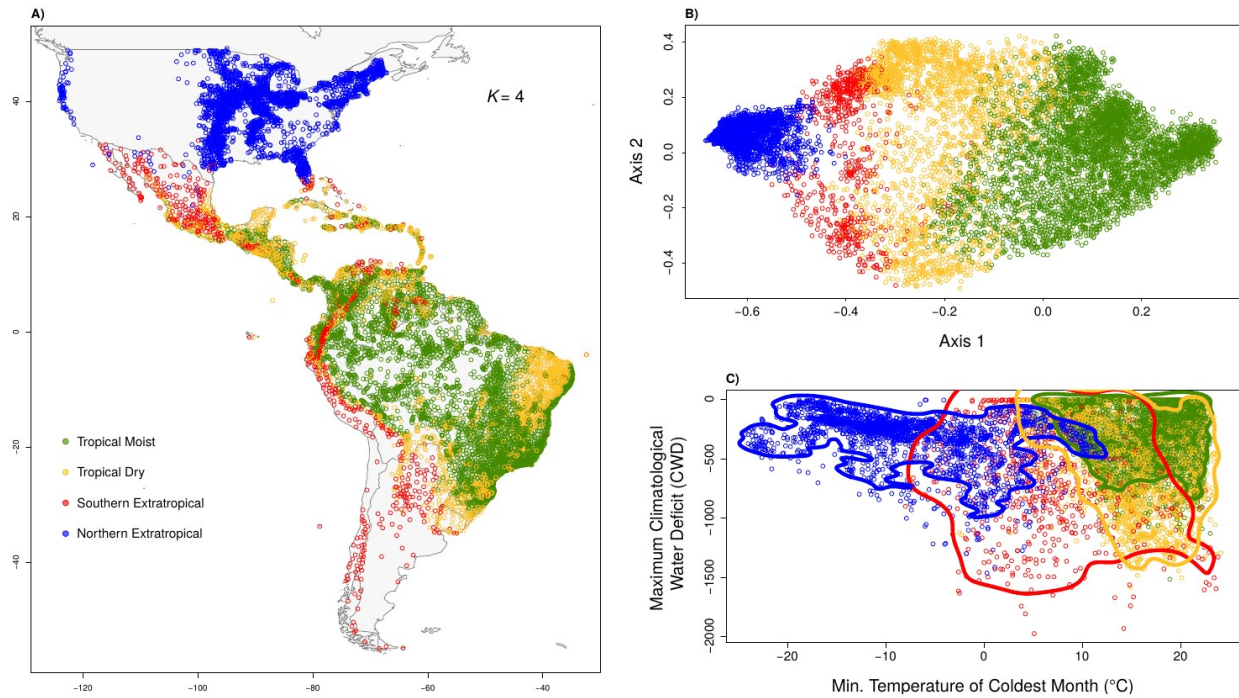 A)
K = 4
40
20
0
−20
−40
Tropical Moist
Tropical Dry
Southern Extratropical
Northern Extratropical
−120
−100
−80
−60
−40
B)
Axis 2
0.4
0.2
0.0
−0.2
−0.4
−0.6
−0.4
−0.2
0.0
0.2
Axis 1
C)
Maximum Climatological
Water Deficit (CWD)
0
−500
−1000
−1500
−2000
−20
−10
0
10
20
Min. Temperature of Coldest Month (°C)